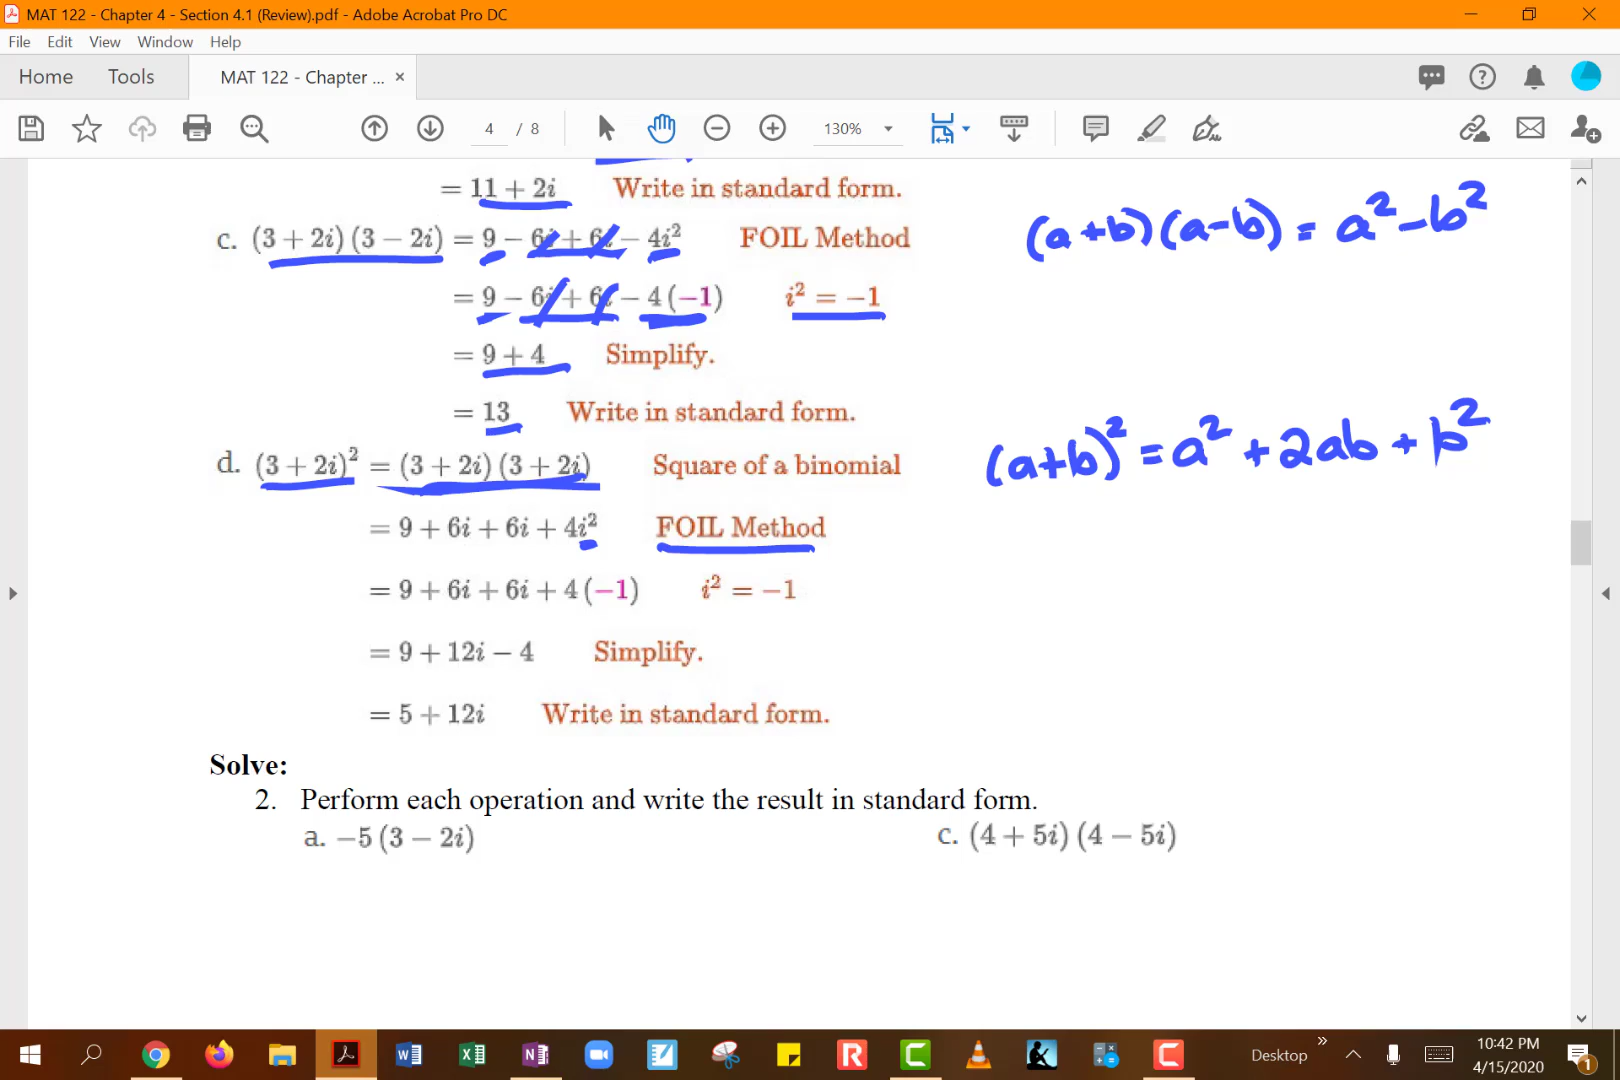 MAT 122 - Chapter 4 - Section 4.1 (Review).pdf - Adobe Acrobat Pro DC
File Edit View Window Help
Home Tools MAT 122 - Chapter ... ×
4 / 8 130%
= 11 + 2i Write in standard form.
c. (3 + 2i) (3 − 2i) = 9 − 6i + 6i − 4i² FOIL Method (a+b)(a-b) = a² - b²
= 9 − 6i + 6i − 4 (−1) i² = −1
= 9 + 4 Simplify.
= 13 Write in standard form.
d. (3 + 2i)² = (3 + 2i) (3 + 2i) Square of a binomial (a+b)² = a² + 2ab + b²
= 9 + 6i + 6i + 4i² FOIL Method
= 9 + 6i + 6i + 4 (−1) i² = −1
= 9 + 12i − 4 Simplify.
= 5 + 12i Write in standard form.
Solve:
2. Perform each operation and write the result in standard form.
a. −5 (3 − 2i) c. (4 + 5i) (4 − 5i)
Desktop » 10:42 PM
4/15/2020 1